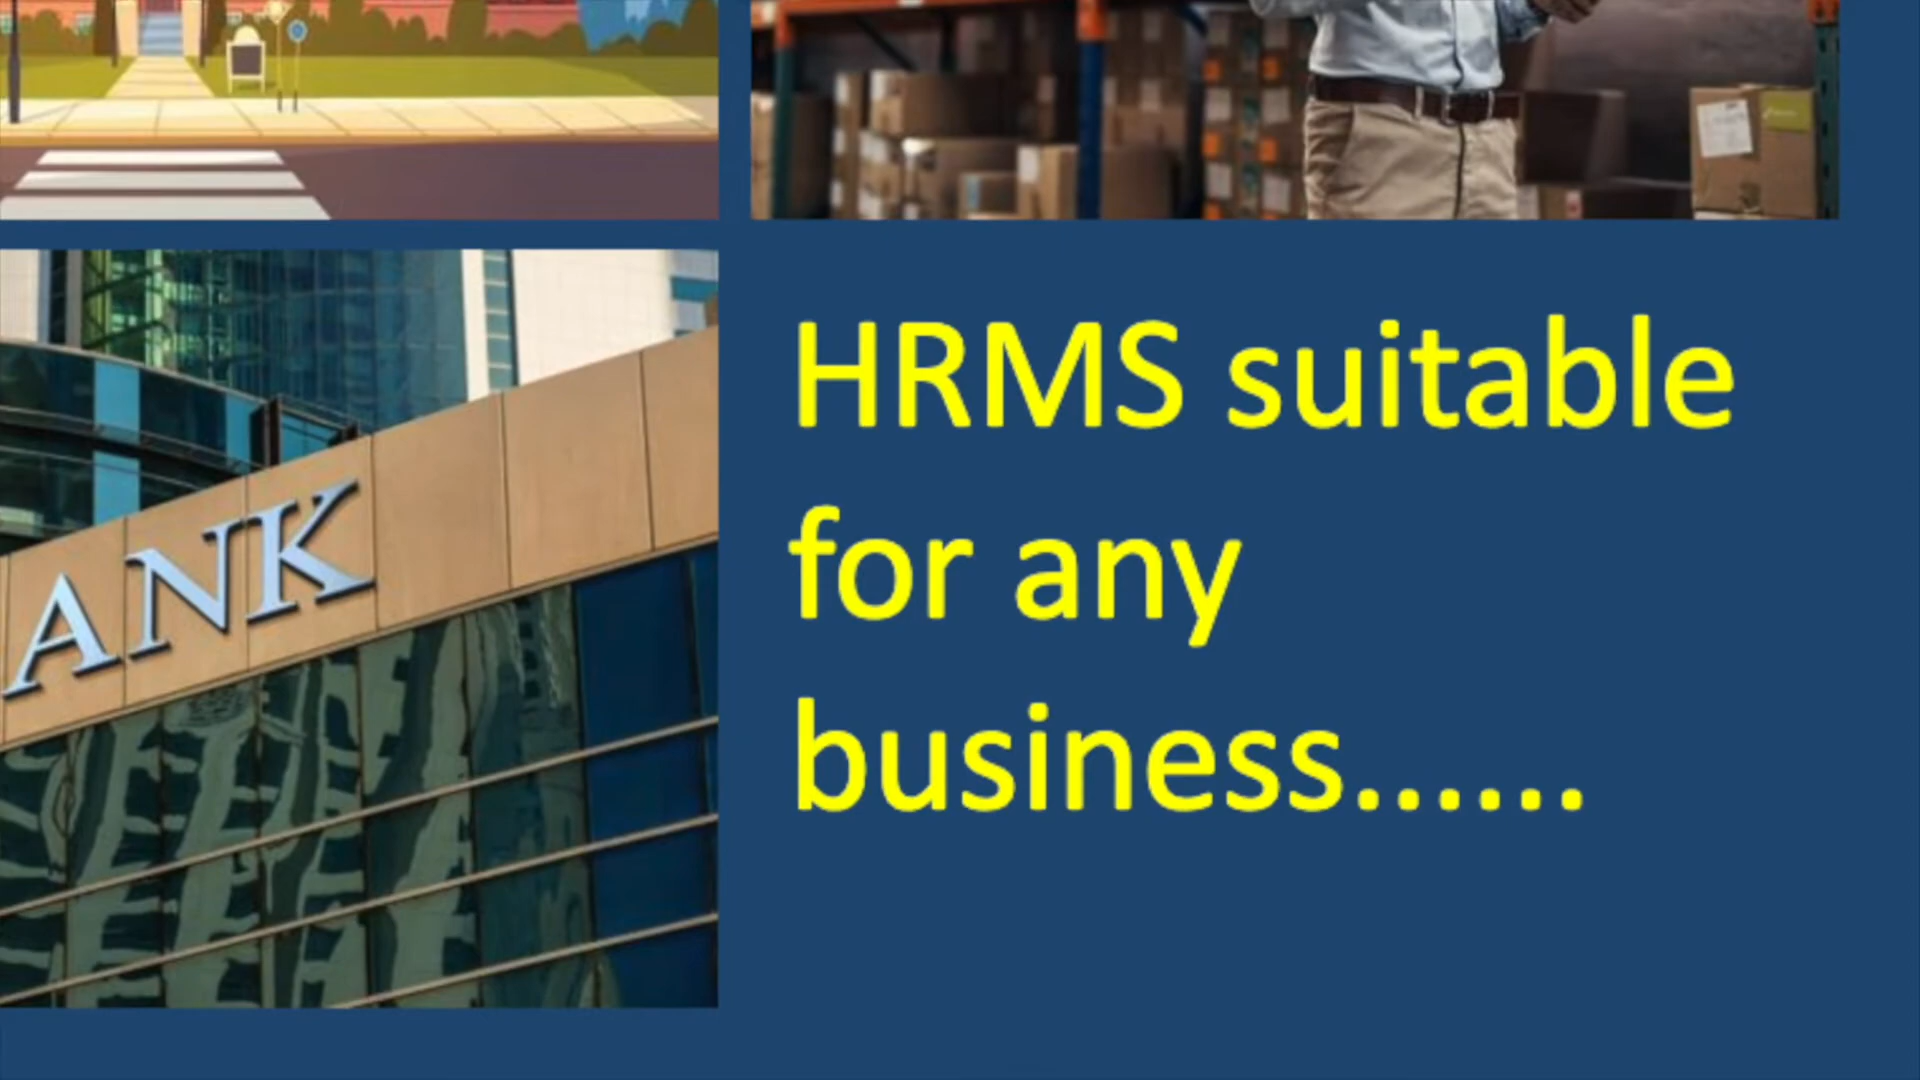 ANK
HRMS suitable
for any
business......